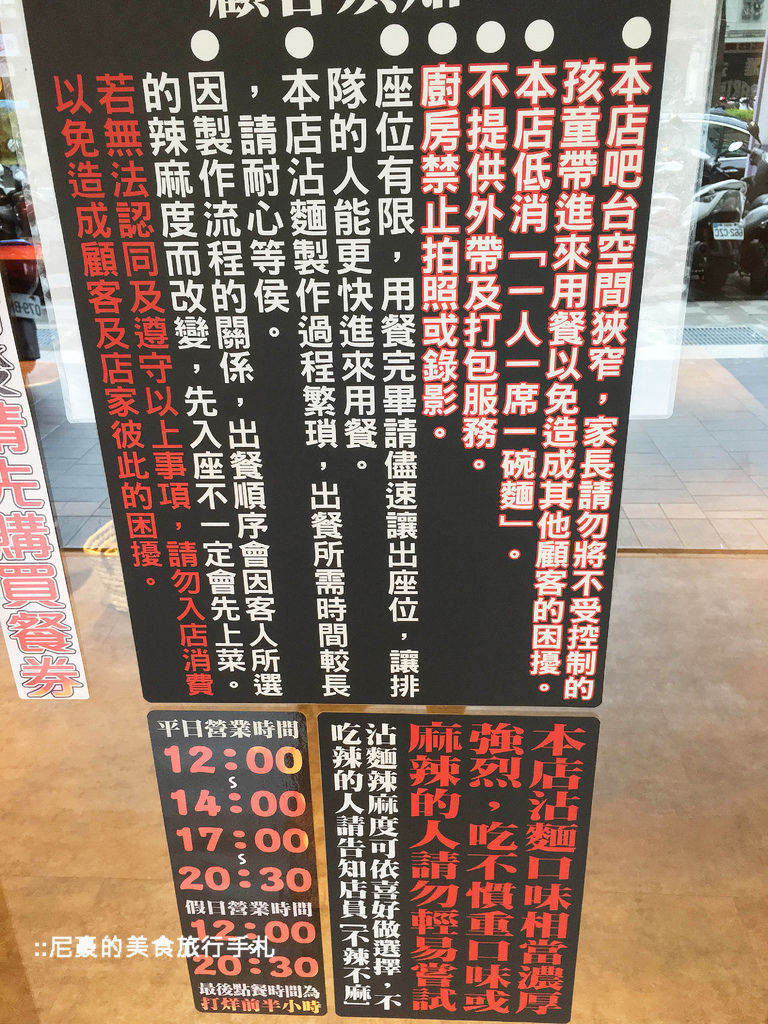 顧客須知
本店吧台空間狹窄，家長請勿將不受控制的
孩童帶進來用餐以免造成其他顧客的困擾。
本店低消「一人一席一碗麵」。
不提供外帶及打包服務。
廚房禁止拍照或錄影。
座位有限，用餐完畢請儘速讓出座位，讓排
隊的人能更快進來用餐。
本店沾麵製作過程繁瑣，出餐所需時間較長
，請耐心等侯。
因製作流程的關係，出餐順序會因客人所選
的辣麻度而改變，先入座不一定會先上菜。
若無法認同及遵守以上事項，請勿入店消費
以免造成顧客及店家彼此的困擾。
請先購買餐券
本店沾麵口味相當濃厚
強烈，吃不慣重口味或
麻辣的人請勿輕易嘗試
沾麵辣麻度可依喜好做選擇，不
吃辣的人請告知店員【不辣不麻】
平日營業時間
12：00
~
14：00
17：00
~
20：30
假日營業時間
12：00
~
20：30
最後點餐時間為
打烊前半小時
::尼豪的美食旅行手札